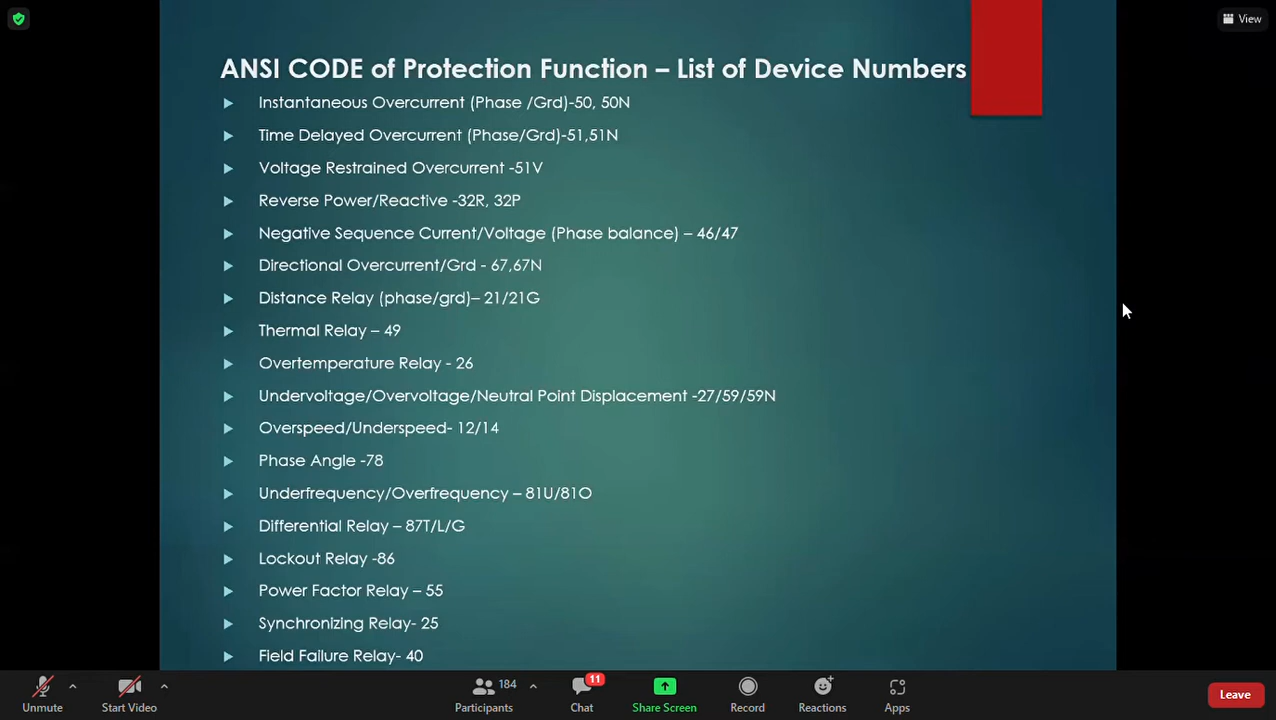 View
ANSI CODE of Protection Function – List of Device Numbers
Instantaneous Overcurrent (Phase /Grd)-50, 50N
Time Delayed Overcurrent (Phase/Grd)-51,51N
Voltage Restrained Overcurrent -51V
Reverse Power/Reactive -32R, 32P
Negative Sequence Current/Voltage (Phase balance) – 46/47
Directional Overcurrent/Grd - 67,67N
Distance Relay (phase/grd)– 21/21G
Thermal Relay – 49
Overtemperature Relay - 26
Undervoltage/Overvoltage/Neutral Point Displacement -27/59/59N
Overspeed/Underspeed- 12/14
Phase Angle -78
Underfrequency/Overfrequency – 81U/81O
Differential Relay – 87T/L/G
Lockout Relay -86
Power Factor Relay – 55
Synchronizing Relay- 25
Field Failure Relay- 40
184
11
Unmute
Start Video
Participants
Chat
Share Screen
Record
Reactions
Apps
Leave